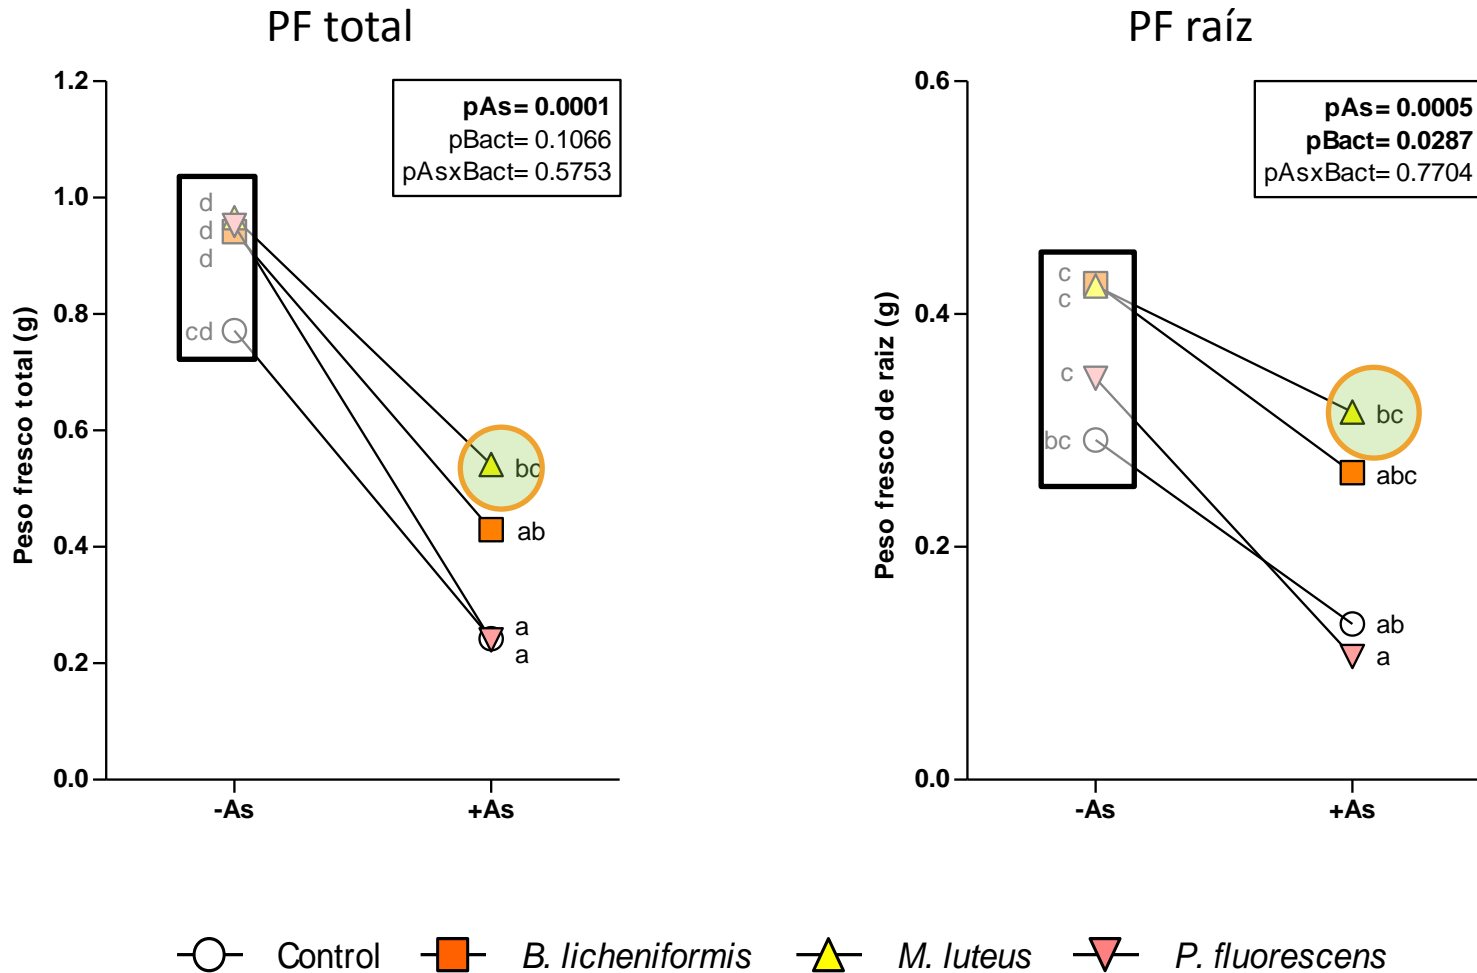 PF total
1.2
1.0
0.8
0.6
0.4
0.2
0.0
Peso fresco total (g)
pAs= 0.0001
pBact= 0.1066
pAsxBact= 0.5753
d
d
d
cd
bc
ab
a
a
-As
+As
PF raíz
0.6
0.4
0.2
0.0
Peso fresco de raiz (g)
pAs= 0.0005
pBact= 0.0287
pAsxBact= 0.7704
c
c
c
bc
bc
abc
ab
a
-As
+As
Control B. licheniformis M. luteus P. fluorescens